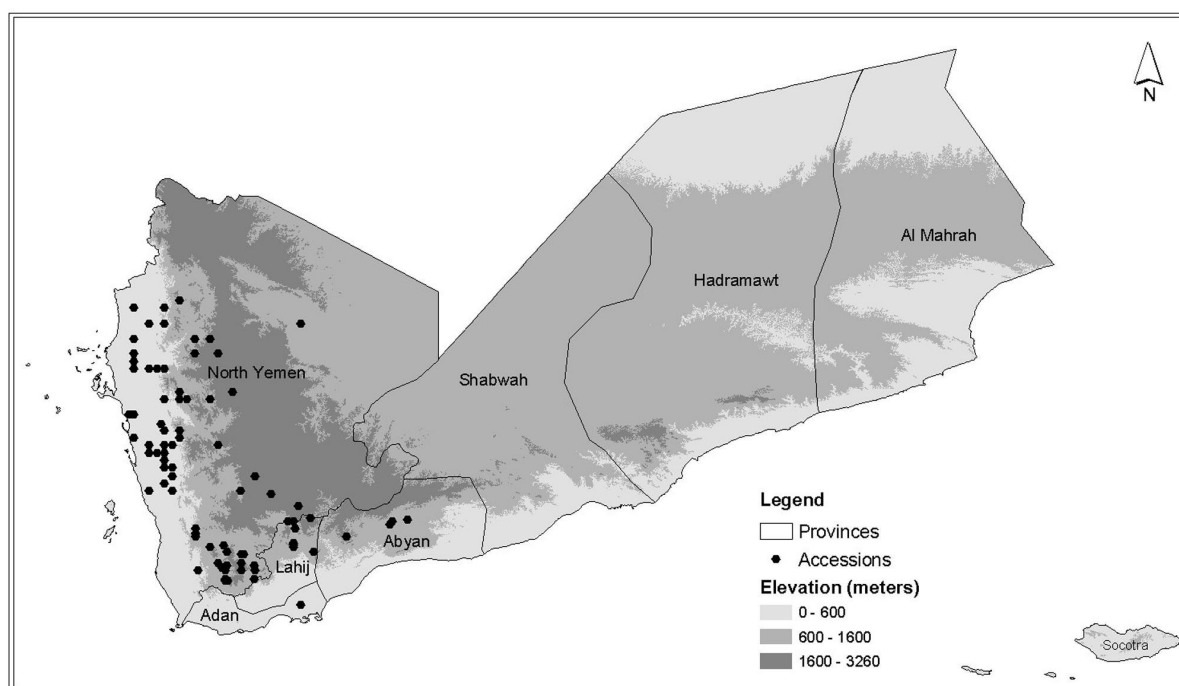 N
Al Mahrah
Hadramawt
North Yemen
Shabwah
Abyan
Lahij
Adan
Socotra
Legend
Provinces
Accessions
Elevation (meters)
0 - 600
600 - 1600
1600 - 3260